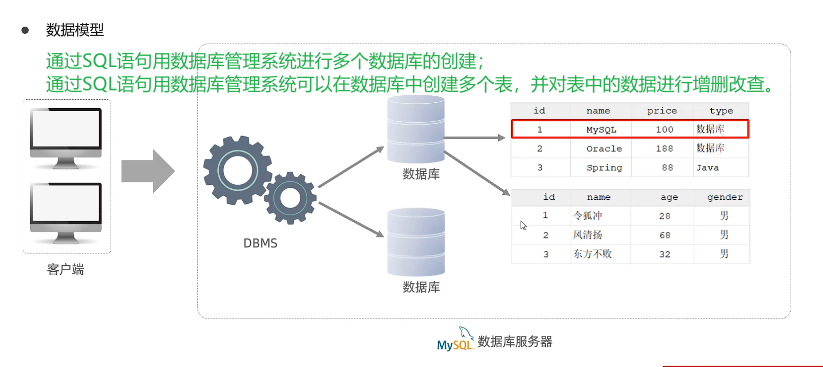 数据模型
通过SQL语句用数据库管理系统进行多个数据库的创建；
通过SQL语句用数据库管理系统可以在数据库中创建多个表，并对表中的数据进行增删改查。
客户端
DBMS
数据库
数据库
id name price type
1 MySQL 100 数据库
2 Oracle 188 数据库
3 Spring 88 Java
id name age gender
1 令狐冲 28 男
2 风清扬 68 男
3 东方不败 32 男
MySQL 数据库服务器